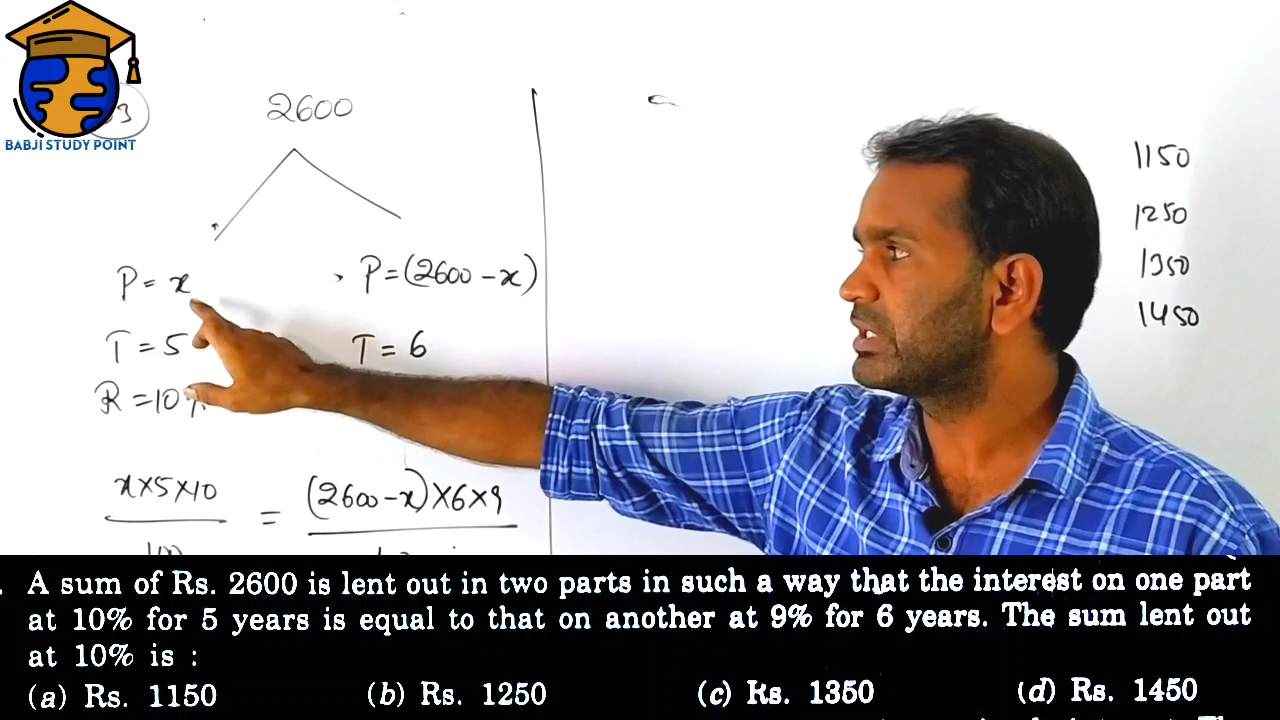 3
BABJI STUDY POINT
2600
P = x
P = (2600 - x)
T = 5
T = 6
R = 10%
x×5×10 = (2600-x)×6×9
100
1150
1250
1350
1450
. A sum of Rs. 2600 is lent out in two parts in such a way that the interest on one part
at 10% for 5 years is equal to that on another at 9% for 6 years. The sum lent out
at 10% is :
(a) Rs. 1150 (b) Rs. 1250 (c) Rs. 1350 (d) Rs. 1450